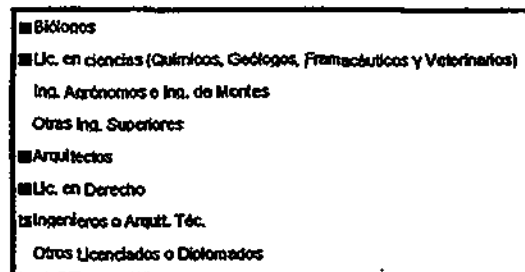 Biólogos
Lic. en ciencias (Químicos, Geólogos, Framacéuticos y Veterinarios)
Ing. Agrónomos o Ing. de Montes
Otras Ing. Superiores
Arquitectos
Lic. en Derecho
Ingenieros o Arquit. Téc.
Otros Licenciados o Diplomados